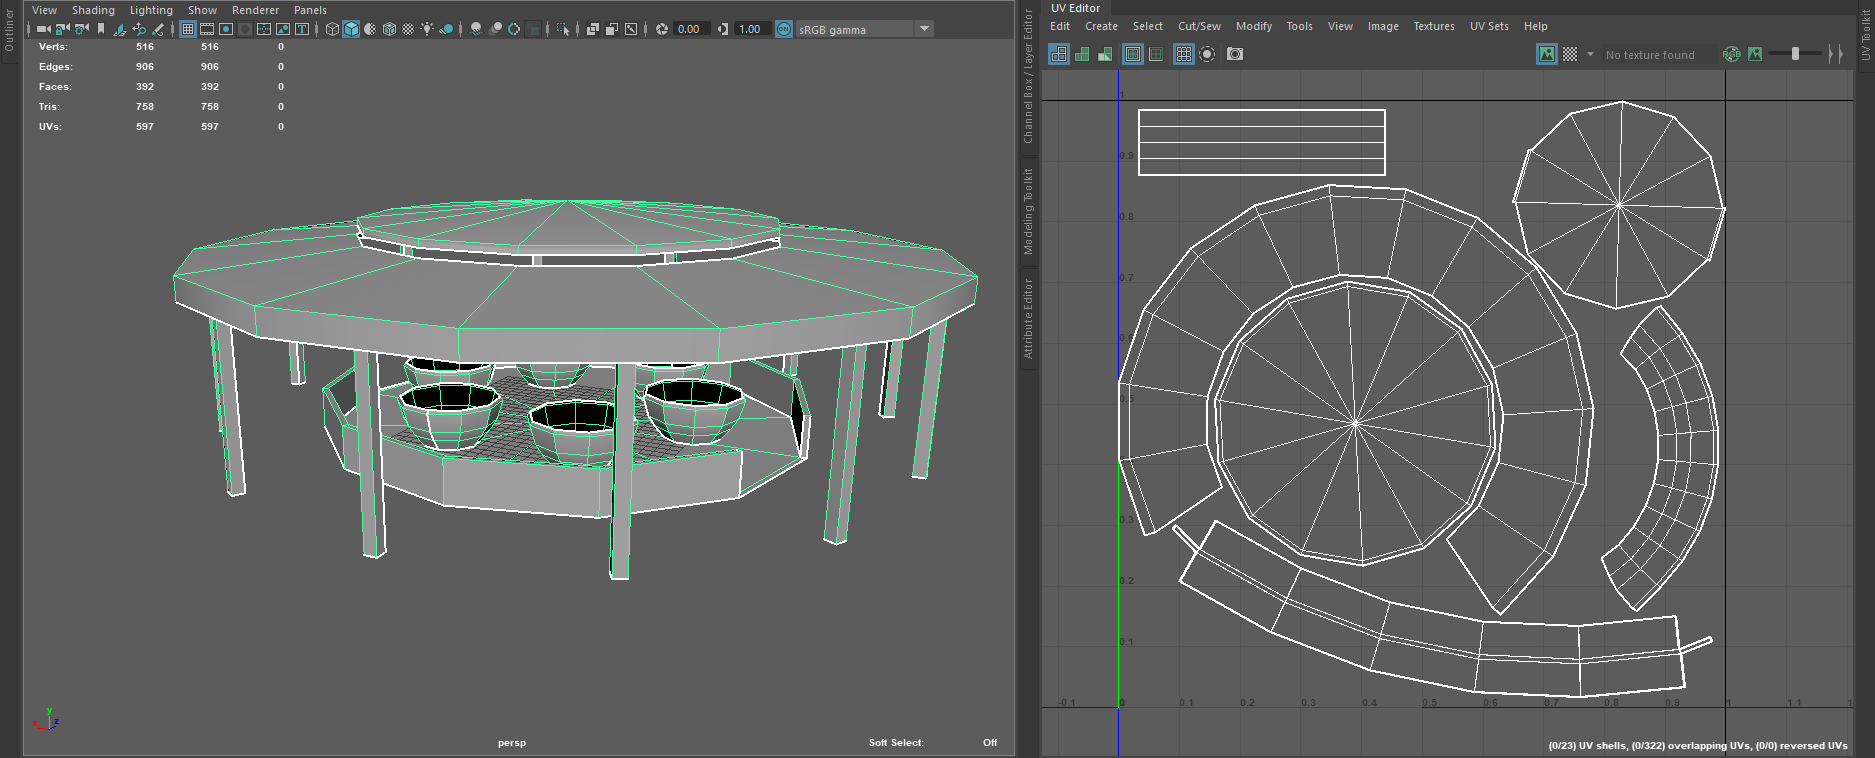 Outliner
View Shading Lighting Show Renderer Panels
0.00 1.00 ON sRGB gamma
Verts: 516 516 0
Edges: 906 906 0
Faces: 392 392 0
Tris: 758 758 0
UVs: 597 597 0
y
x z
persp
Soft Select: Off
Channel Box / Layer Editor
Modeling Toolkit
Attribute Editor
UV Editor
Edit Create Select Cut/Sew Modify Tools View Image Textures UV Sets Help
No texture found RGB
UV Toolkit
1
0.9
0.8
0.7
0.6
0.5
0.3
0.2
0.1
-0.1 0 0.1 0.2 0.3 0.4 0.5 0.6 0.7 0.8 0.9 1 1.1 1.
(0/23) UV shells, (0/322) overlapping UVs, (0/0) reversed UVs